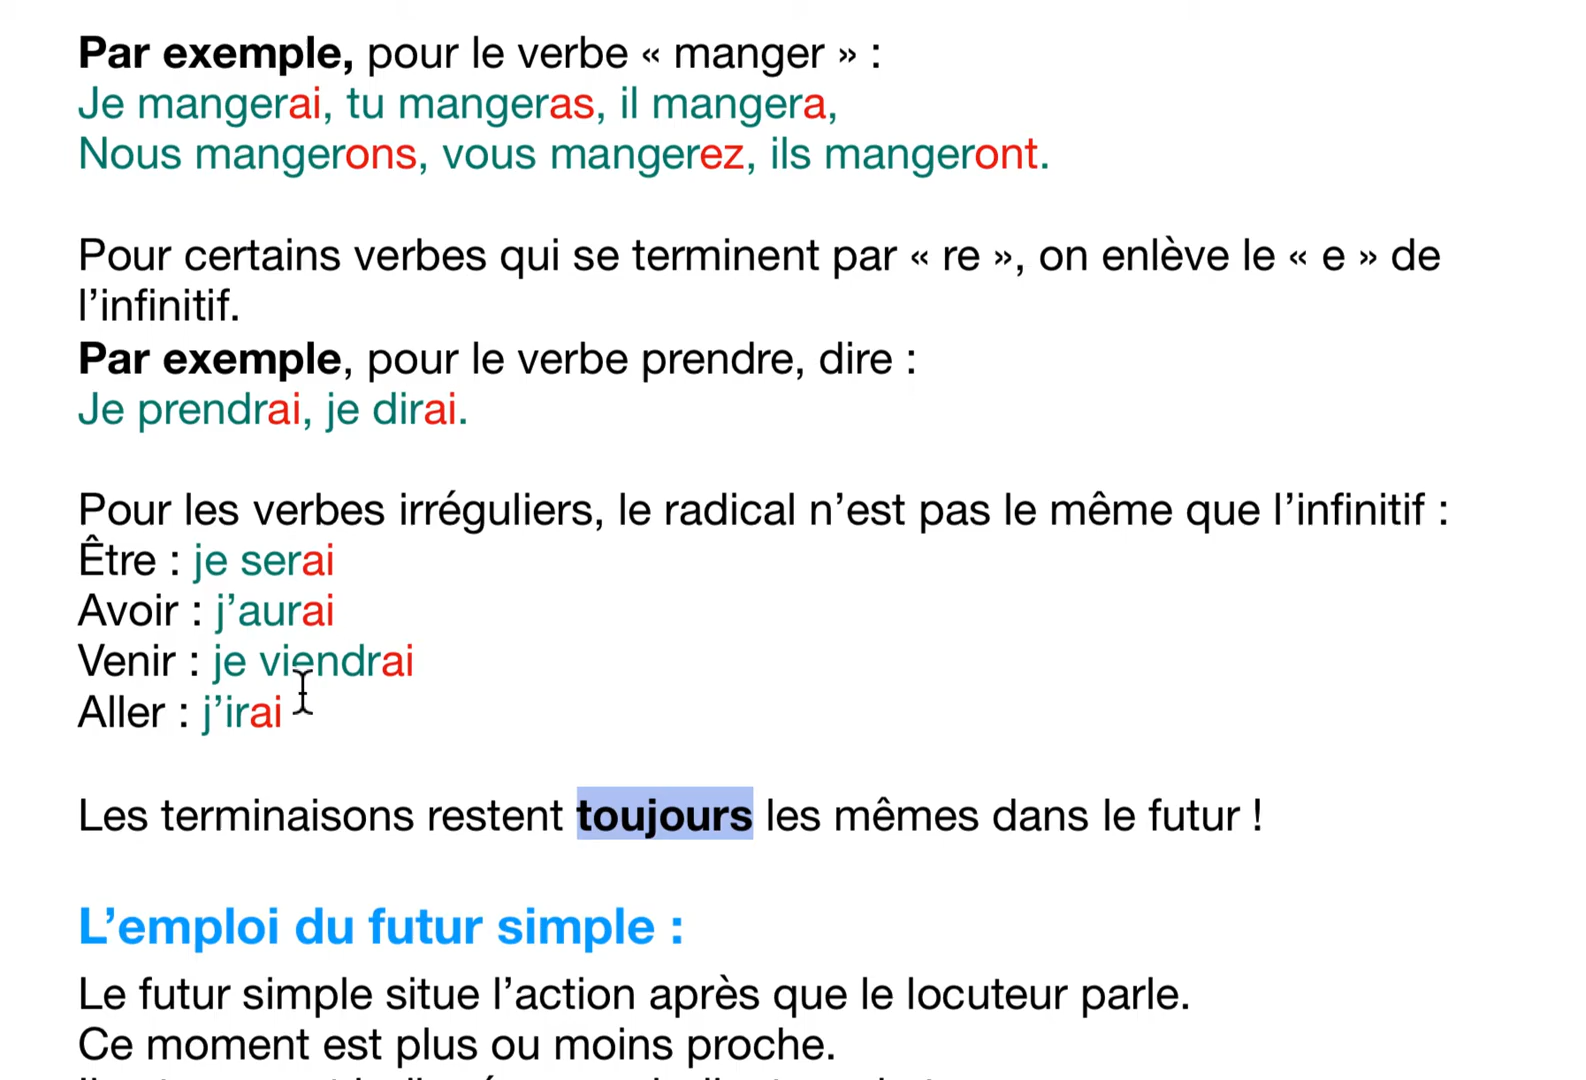 Par exemple, pour le verbe « manger » :
Je mangerai, tu mangeras, il mangera,
Nous mangerons, vous mangerez, ils mangeront.
Pour certains verbes qui se terminent par « re », on enlève le « e » de
l’infinitif.
Par exemple, pour le verbe prendre, dire :
Je prendrai, je dirai.
Pour les verbes irréguliers, le radical n’est pas le même que l’infinitif :
Être : je serai
Avoir : j’aurai
Venir : je viendrai
Aller : j’irai
Les terminaisons restent toujours les mêmes dans le futur !
L’emploi du futur simple :
Le futur simple situe l’action après que le locuteur parle.
Ce moment est plus ou moins proche.